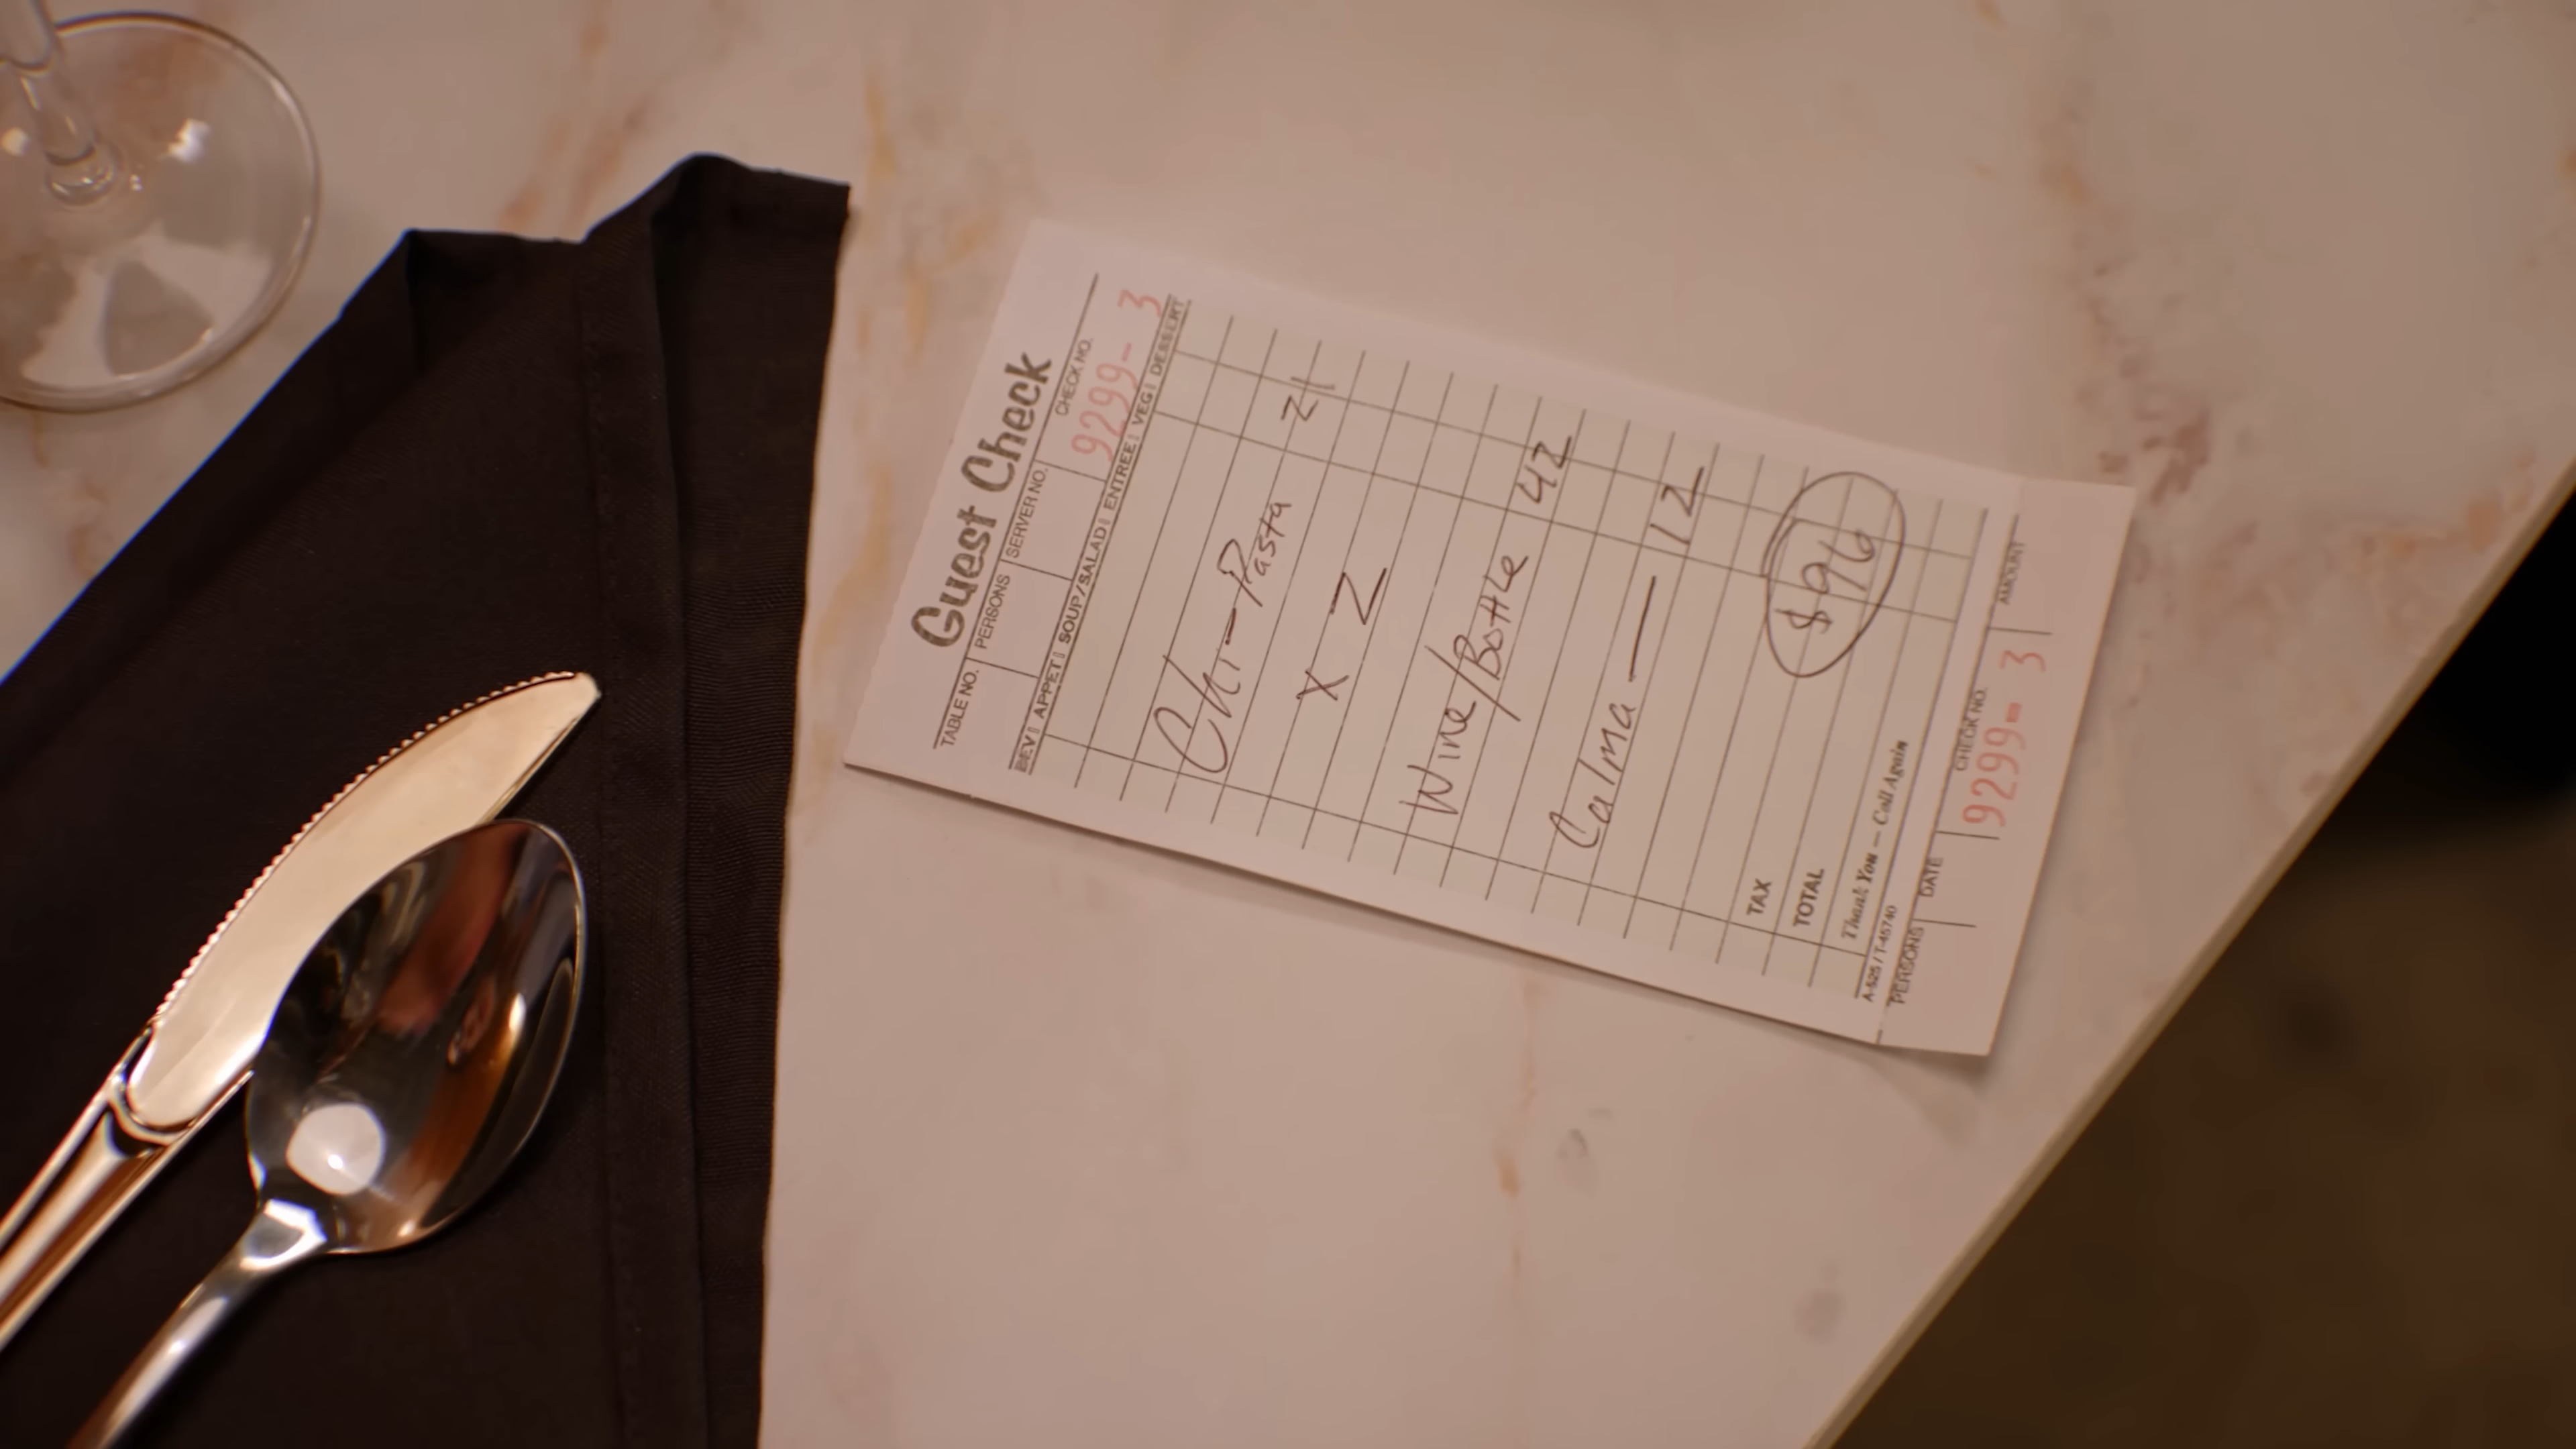 Guest Check
TABLE NO. PERSONS SERVER NO. CHECK NO.
9299-3
BEV APPET SOUP/SALAD ENTREE VEG DESSERT
Chi-Pasta 21
x 2
Wine/Bottle 42
Calma — 12
TAX
TOTAL $96
Thank You — Call Again
A-525 / T-45740
PERSONS DATE CHECK NO. AMOUNT
9299-3